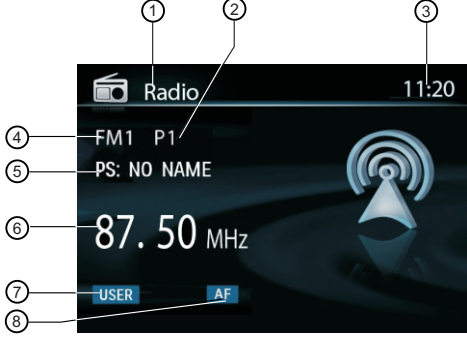 ① ② ③
Radio 11:20
④ FM1 P1
⑤ PS: NO NAME
⑥ 87. 50 MHz
⑦ USER AF
⑧